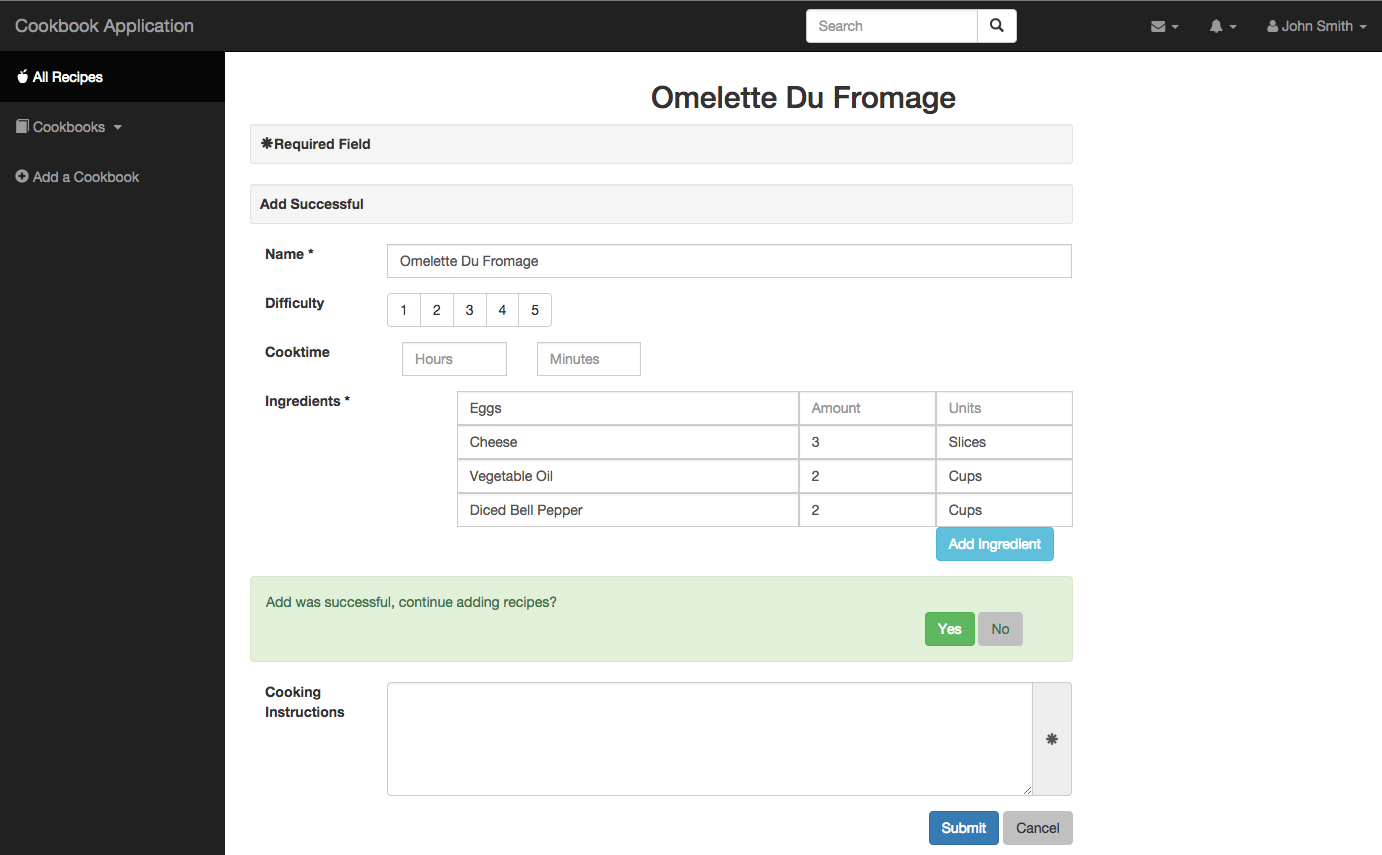 Cookbook Application
Search
John Smith
All Recipes
Cookbooks
Add a Cookbook
Omelette Du Fromage
✱Required Field
Add Successful
Name *
Omelette Du Fromage
Difficulty
1 2 3 4 5
Cooktime
Hours Minutes
Ingredients *
Eggs Amount Units
Cheese 3 Slices
Vegetable Oil 2 Cups
Diced Bell Pepper 2 Cups
Add Ingredient
Add was successful, continue adding recipes?
Yes No
Cooking
Instructions
✱
Submit Cancel